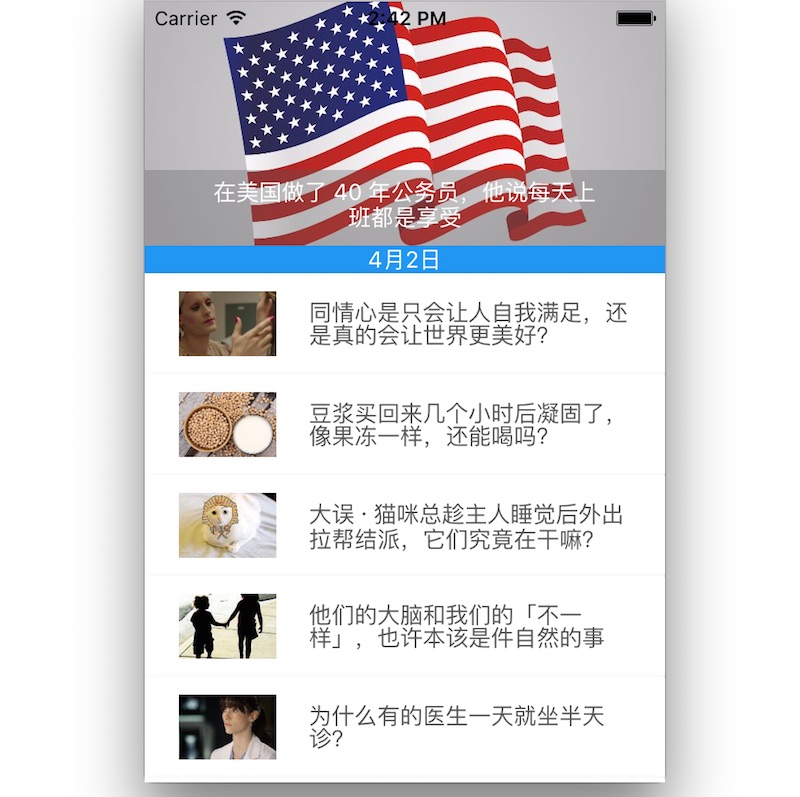 Carrier 2:42 PM
在美国做了 40 年公务员，他说每天上
班都是享受
4月2日
同情心是只会让人自我满足，还
是真的会让世界更美好？
豆浆买回来几个小时后凝固了，
像果冻一样，还能喝吗？
大误 · 猫咪总趁主人睡觉后外出
拉帮结派，它们究竟在干嘛？
他们的大脑和我们的「不一
样」，也许本该是件自然的事
为什么有的医生一天就坐半天
诊？